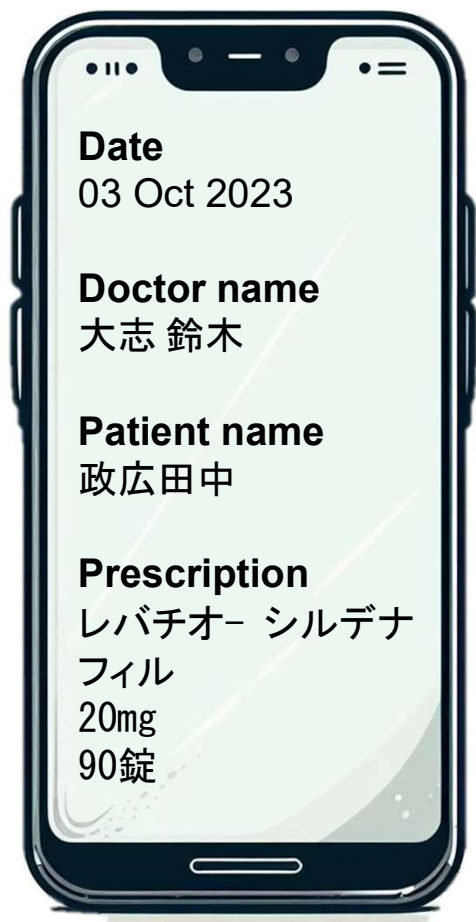 Date
03 Oct 2023
Doctor name
大志 鈴木
Patient name
政広田中
Prescription
レバチオ- シルデナ
フィル
20mg
90錠